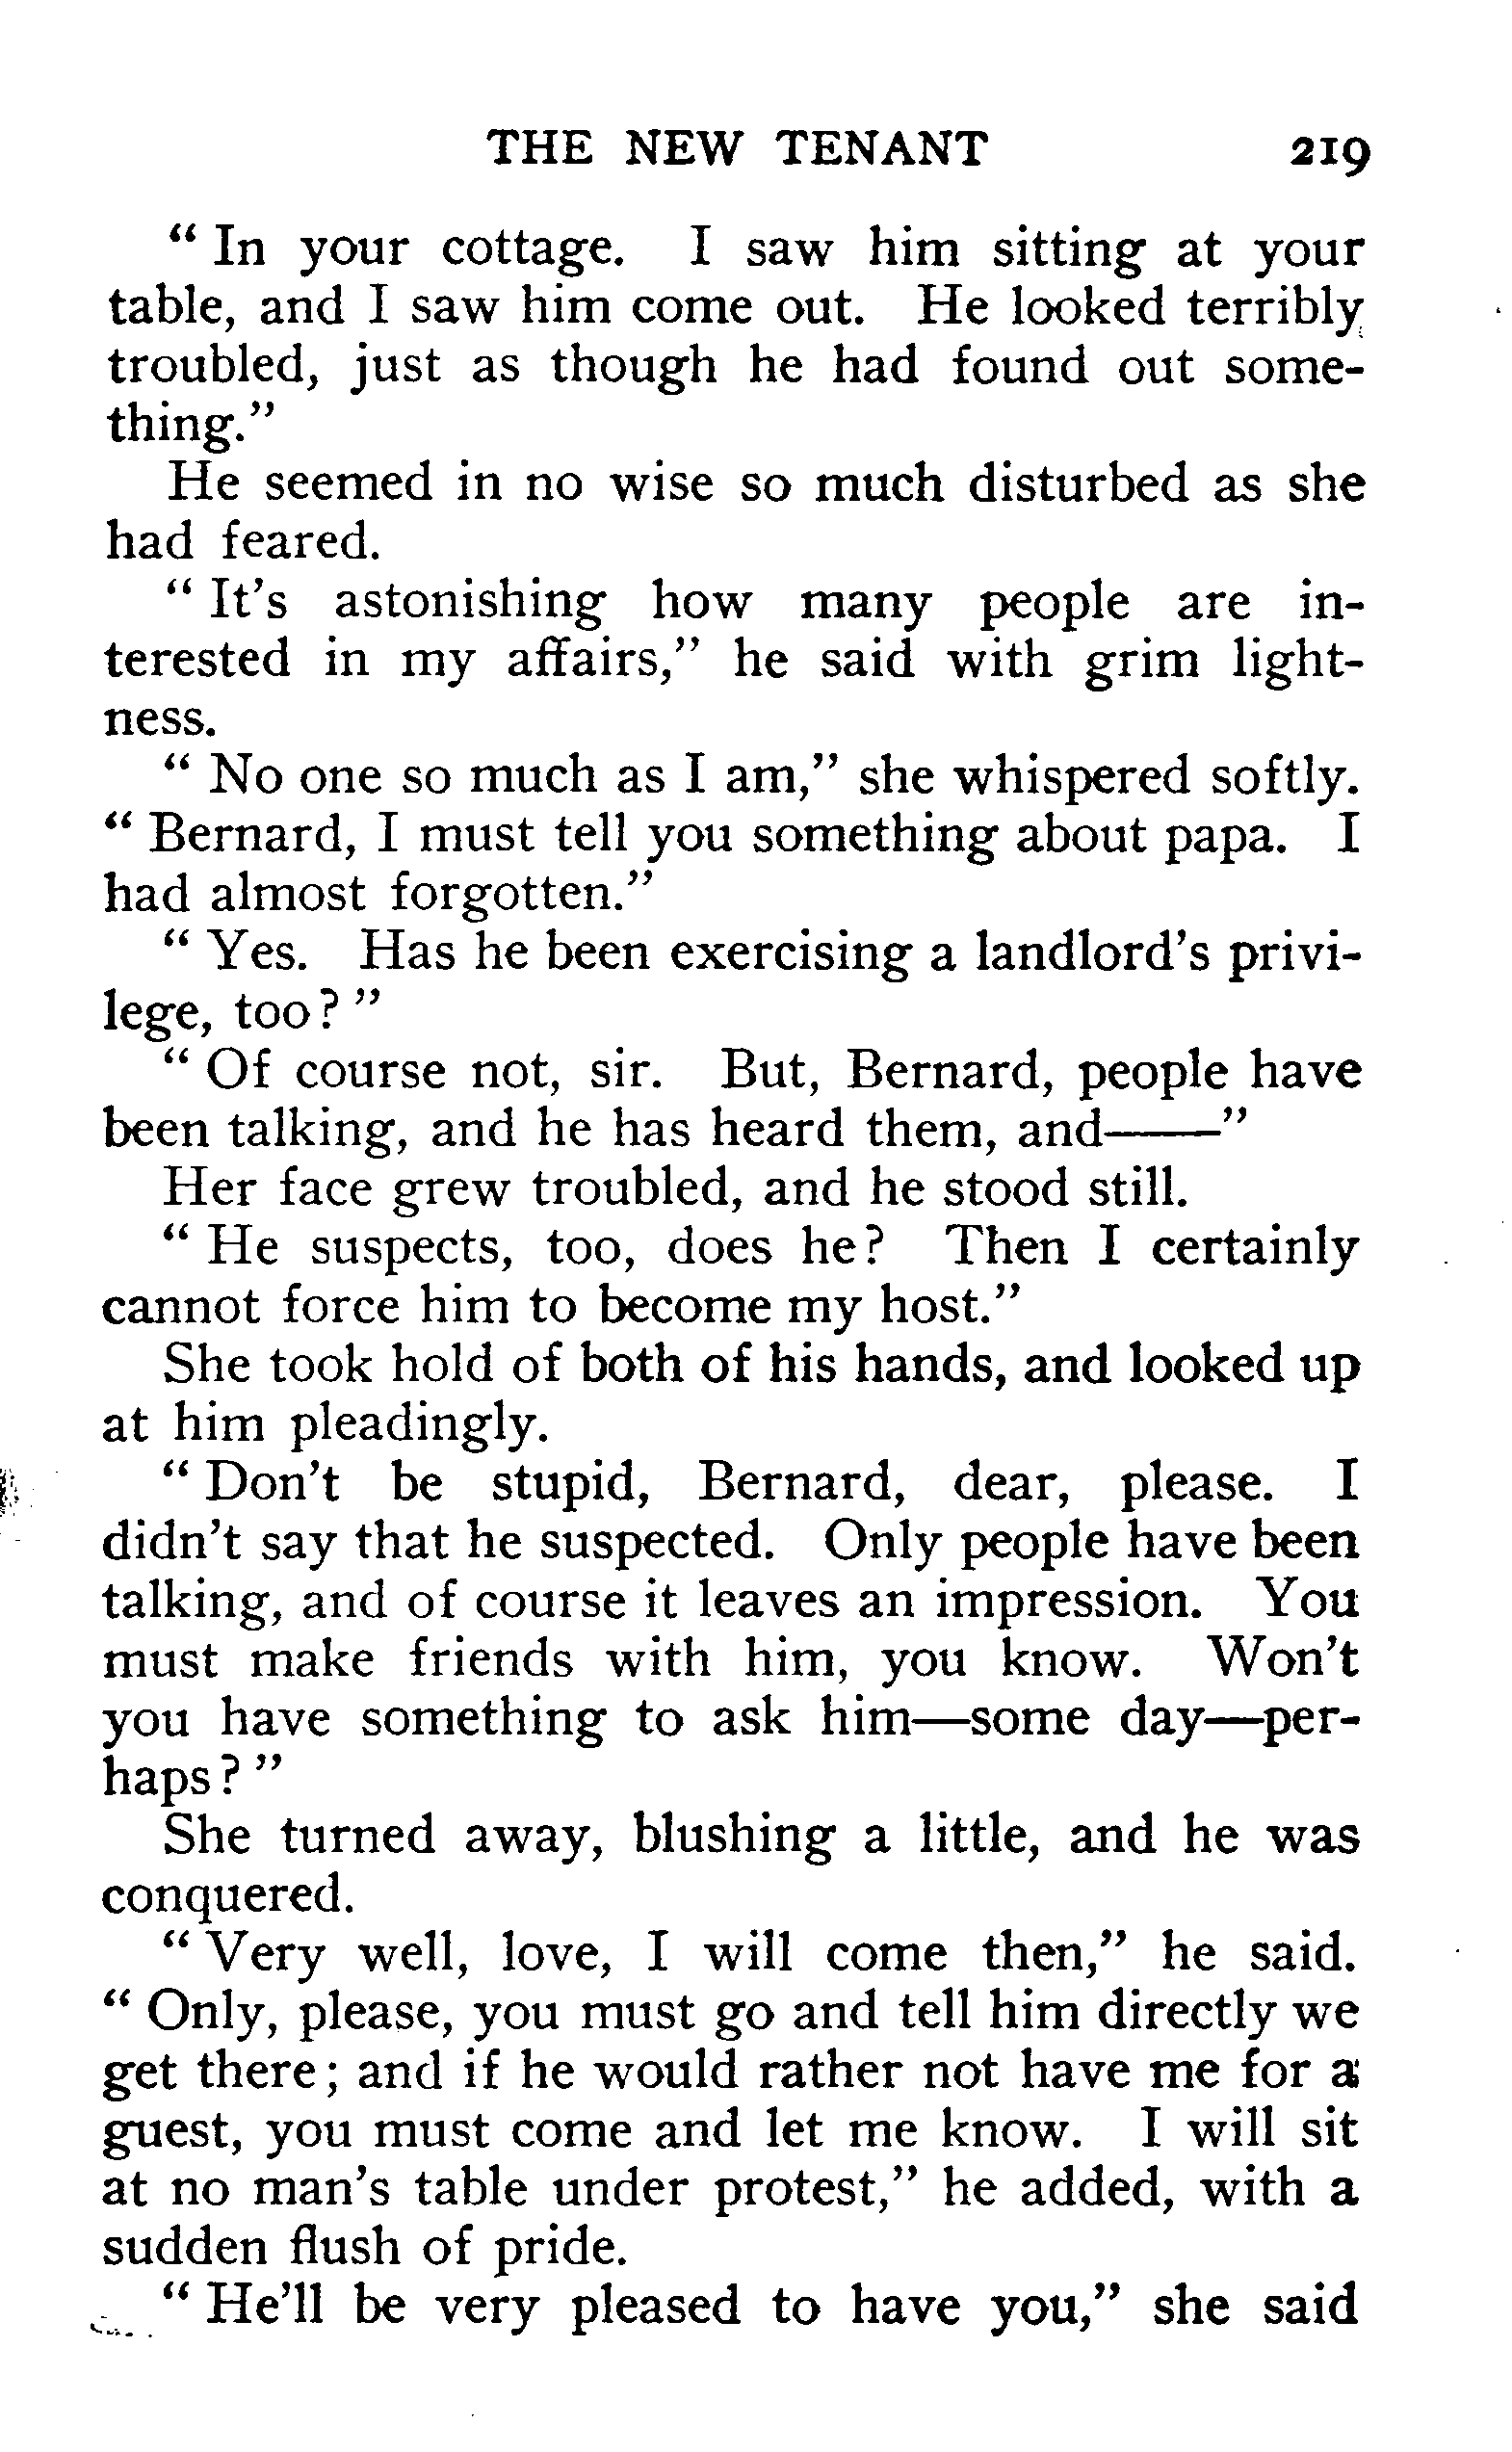 THE NEW TENANT 219
" In your cottage. I saw him sitting at your
table, and I saw him come out. He looked terribly
troubled, just as though he had found out some-
thing."
He seemed in no wise so much disturbed as she
had feared.
" It's astonishing how many people are in-
terested in my affairs," he said with grim light-
ness.
" No one so much as I am," she whispered softly.
" Bernard, I must tell you something about papa. I
had almost forgotten."
" Yes. Has he been exercising a landlord's privi-
lege, too? "
" Of course not, sir. But, Bernard, people have
been talking, and he has heard them, and——"
Her face grew troubled, and he stood still.
" He suspects, too, does he? Then I certainly
cannot force him to become my host."
She took hold of both of his hands, and looked up
at him pleadingly.
" Don't be stupid, Bernard, dear, please. I
didn't say that he suspected. Only people have been
talking, and of course it leaves an impression. You
must make friends with him, you know. Won't
you have something to ask him—some day—per-
haps? "
She turned away, blushing a little, and he was
conquered.
" Very well, love, I will come then," he said.
" Only, please, you must go and tell him directly we
get there; and if he would rather not have me for a
guest, you must come and let me know. I will sit
at no man's table under protest," he added, with a
sudden flush of pride.
" He'll be very pleased to have you," she said